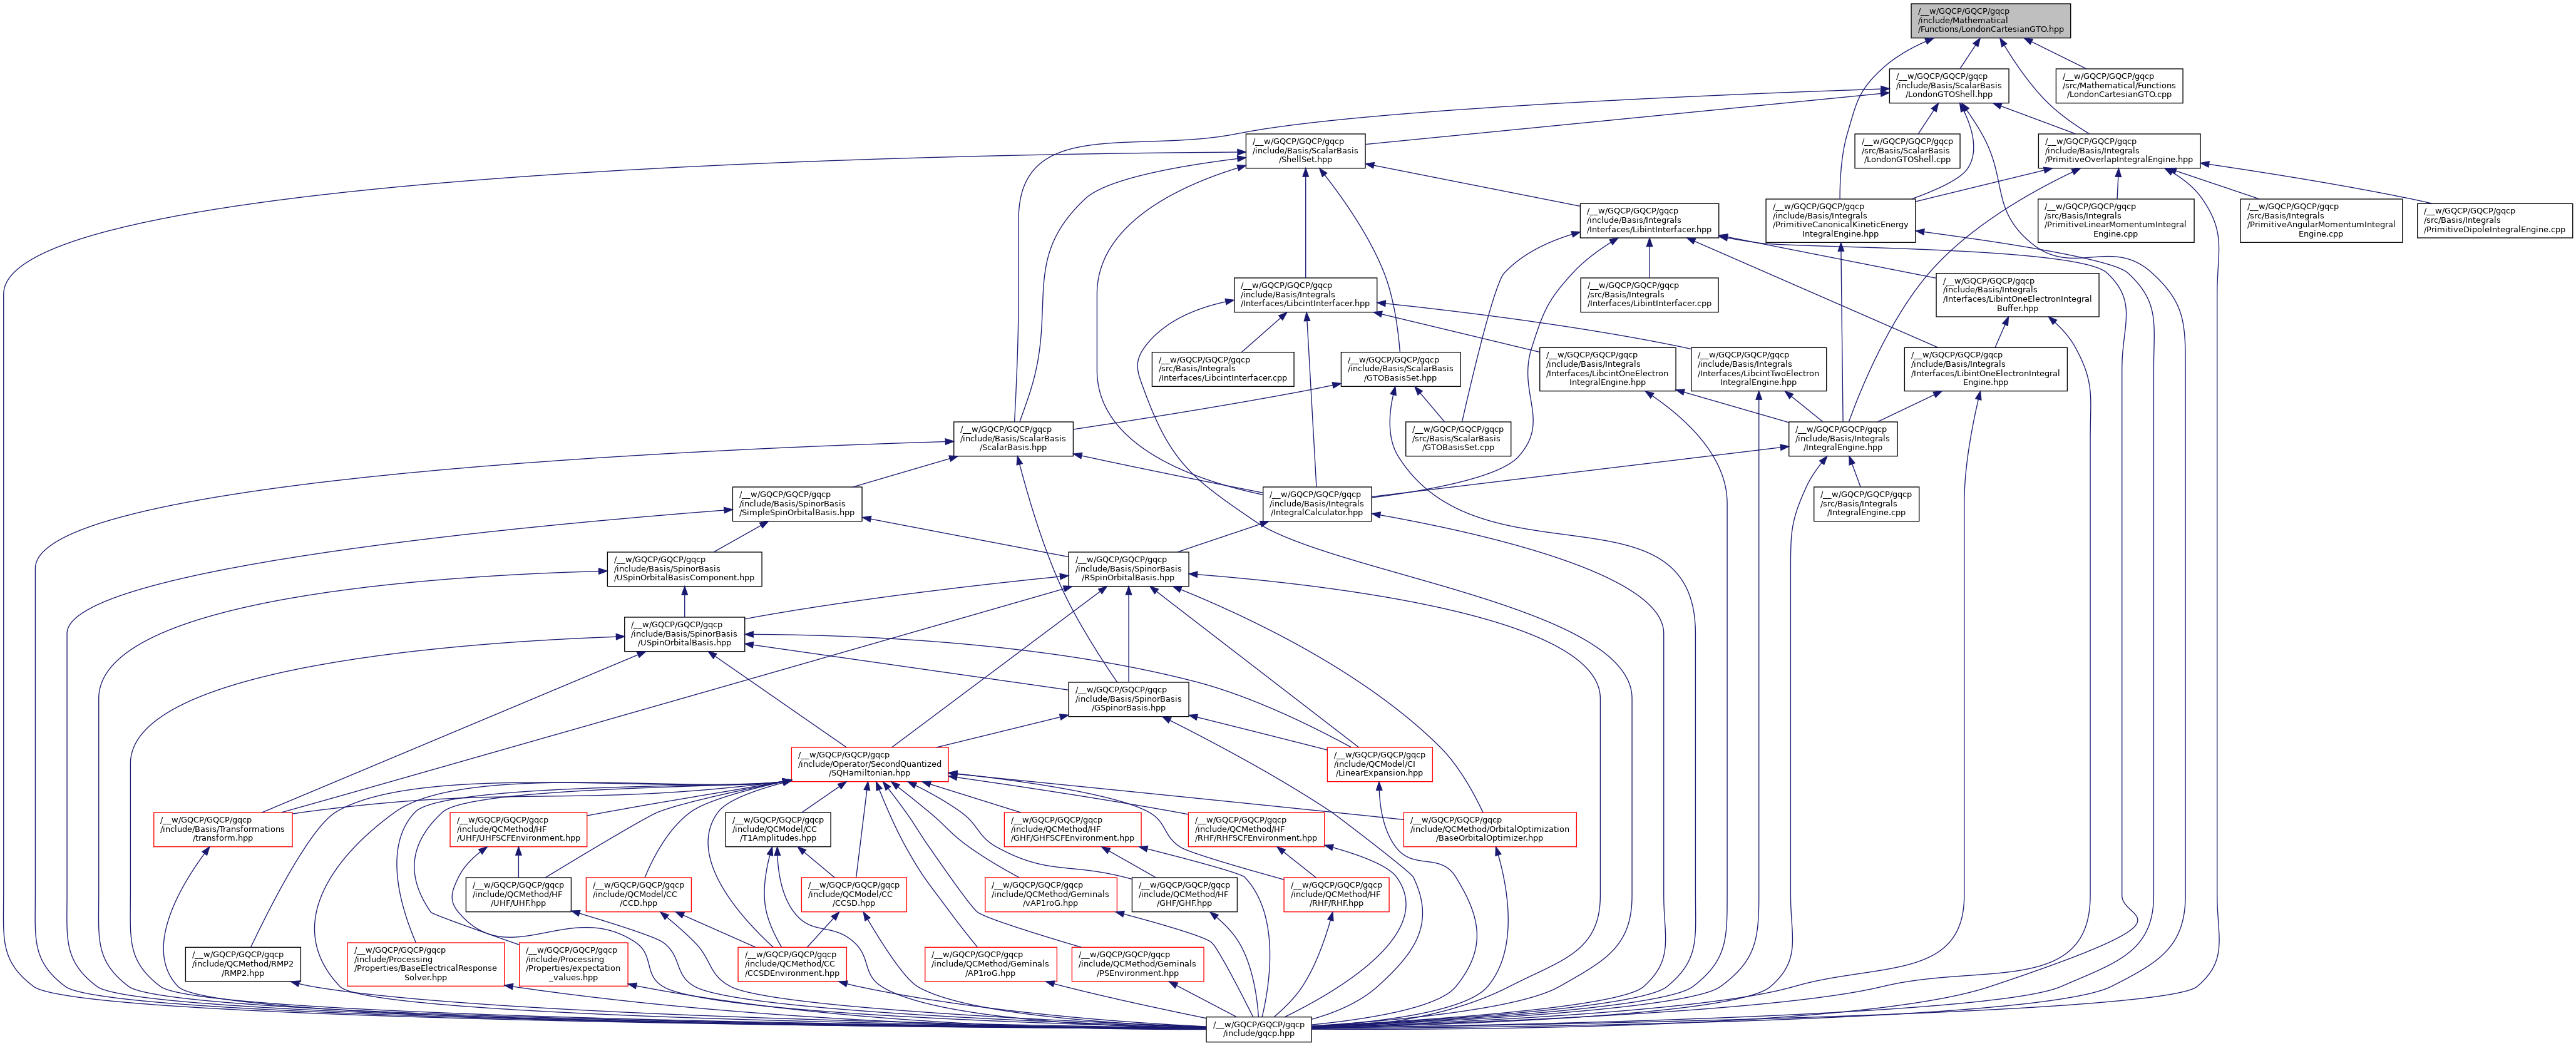 /__w/GQCP/GQCP/gqcp
/include/Mathematical
/Functions/LondonCartesianGTO.hpp
/__w/GQCP/GQCP/gqcp
/include/Basis/ScalarBasis
/LondonGTOShell.hpp
/__w/GQCP/GQCP/gqcp
/src/Mathematical/Functions
/LondonCartesianGTO.cpp
/__w/GQCP/GQCP/gqcp
/include/Basis/ScalarBasis
/ShellSet.hpp
/__w/GQCP/GQCP/gqcp
/src/Basis/ScalarBasis
/LondonGTOShell.cpp
/__w/GQCP/GQCP/gqcp
/include/Basis/Integrals
/PrimitiveOverlapIntegralEngine.hpp
/__w/GQCP/GQCP/gqcp
/include/Basis/Integrals
/Interfaces/LibintInterfacer.hpp
/__w/GQCP/GQCP/gqcp
/include/Basis/Integrals
/PrimitiveCanonicalKineticEnergy
IntegralEngine.hpp
/__w/GQCP/GQCP/gqcp
/src/Basis/Integrals
/PrimitiveLinearMomentumIntegral
Engine.cpp
/__w/GQCP/GQCP/gqcp
/src/Basis/Integrals
/PrimitiveAngularMomentumIntegral
Engine.cpp
/__w/GQCP/GQCP/gqcp
/src/Basis/Integrals
/PrimitiveDipoleIntegralEngine.cpp
/__w/GQCP/GQCP/gqcp
/include/Basis/Integrals
/Interfaces/LibcintInterfacer.hpp
/__w/GQCP/GQCP/gqcp
/src/Basis/Integrals
/Interfaces/LibintInterfacer.cpp
/__w/GQCP/GQCP/gqcp
/include/Basis/Integrals
/Interfaces/LibintOneElectronIntegral
Buffer.hpp
/__w/GQCP/GQCP/gqcp
/src/Basis/Integrals
/Interfaces/LibcintInterfacer.cpp
/__w/GQCP/GQCP/gqcp
/include/Basis/ScalarBasis
/GTOBasisSet.hpp
/__w/GQCP/GQCP/gqcp
/include/Basis/Integrals
/Interfaces/LibcintOneElectron
IntegralEngine.hpp
/__w/GQCP/GQCP/gqcp
/include/Basis/Integrals
/Interfaces/LibcintTwoElectron
IntegralEngine.hpp
/__w/GQCP/GQCP/gqcp
/include/Basis/Integrals
/Interfaces/LibintOneElectronIntegral
Engine.hpp
/__w/GQCP/GQCP/gqcp
/include/Basis/ScalarBasis
/ScalarBasis.hpp
/__w/GQCP/GQCP/gqcp
/src/Basis/ScalarBasis
/GTOBasisSet.cpp
/__w/GQCP/GQCP/gqcp
/include/Basis/Integrals
/IntegralEngine.hpp
/__w/GQCP/GQCP/gqcp
/include/Basis/SpinorBasis
/SimpleSpinOrbitalBasis.hpp
/__w/GQCP/GQCP/gqcp
/include/Basis/Integrals
/IntegralCalculator.hpp
/__w/GQCP/GQCP/gqcp
/src/Basis/Integrals
/IntegralEngine.cpp
/__w/GQCP/GQCP/gqcp
/include/Basis/SpinorBasis
/USpinOrbitalBasisComponent.hpp
/__w/GQCP/GQCP/gqcp
/include/Basis/SpinorBasis
/RSpinOrbitalBasis.hpp
/__w/GQCP/GQCP/gqcp
/include/Basis/SpinorBasis
/USpinOrbitalBasis.hpp
/__w/GQCP/GQCP/gqcp
/include/Basis/SpinorBasis
/GSpinorBasis.hpp
/__w/GQCP/GQCP/gqcp
/include/Operator/SecondQuantized
/SQHamiltonian.hpp
/__w/GQCP/GQCP/gqcp
/include/QCModel/CI
/LinearExpansion.hpp
/__w/GQCP/GQCP/gqcp
/include/Basis/Transformations
/transform.hpp
/__w/GQCP/GQCP/gqcp
/include/QCMethod/HF
/UHF/UHFSCFEnvironment.hpp
/__w/GQCP/GQCP/gqcp
/include/QCModel/CC
/T1Amplitudes.hpp
/__w/GQCP/GQCP/gqcp
/include/QCMethod/HF
/GHF/GHFSCFEnvironment.hpp
/__w/GQCP/GQCP/gqcp
/include/QCMethod/HF
/RHF/RHFSCFEnvironment.hpp
/__w/GQCP/GQCP/gqcp
/include/QCMethod/OrbitalOptimization
/BaseOrbitalOptimizer.hpp
/__w/GQCP/GQCP/gqcp
/include/QCMethod/HF
/UHF/UHF.hpp
/__w/GQCP/GQCP/gqcp
/include/QCModel/CC
/CCD.hpp
/__w/GQCP/GQCP/gqcp
/include/QCModel/CC
/CCSD.hpp
/__w/GQCP/GQCP/gqcp
/include/QCMethod/Geminals
/vAP1roG.hpp
/__w/GQCP/GQCP/gqcp
/include/QCMethod/HF
/GHF/GHF.hpp
/__w/GQCP/GQCP/gqcp
/include/QCMethod/HF
/RHF/RHF.hpp
/__w/GQCP/GQCP/gqcp
/include/QCMethod/RMP2
/RMP2.hpp
/__w/GQCP/GQCP/gqcp
/include/Processing
/Properties/BaseElectricalResponse
Solver.hpp
/__w/GQCP/GQCP/gqcp
/include/Processing
/Properties/expectation
_values.hpp
/__w/GQCP/GQCP/gqcp
/include/QCMethod/CC
/CCSDEnvironment.hpp
/__w/GQCP/GQCP/gqcp
/include/QCMethod/Geminals
/AP1roG.hpp
/__w/GQCP/GQCP/gqcp
/include/QCMethod/Geminals
/PSEnvironment.hpp
/__w/GQCP/GQCP/gqcp
/include/gqcp.hpp